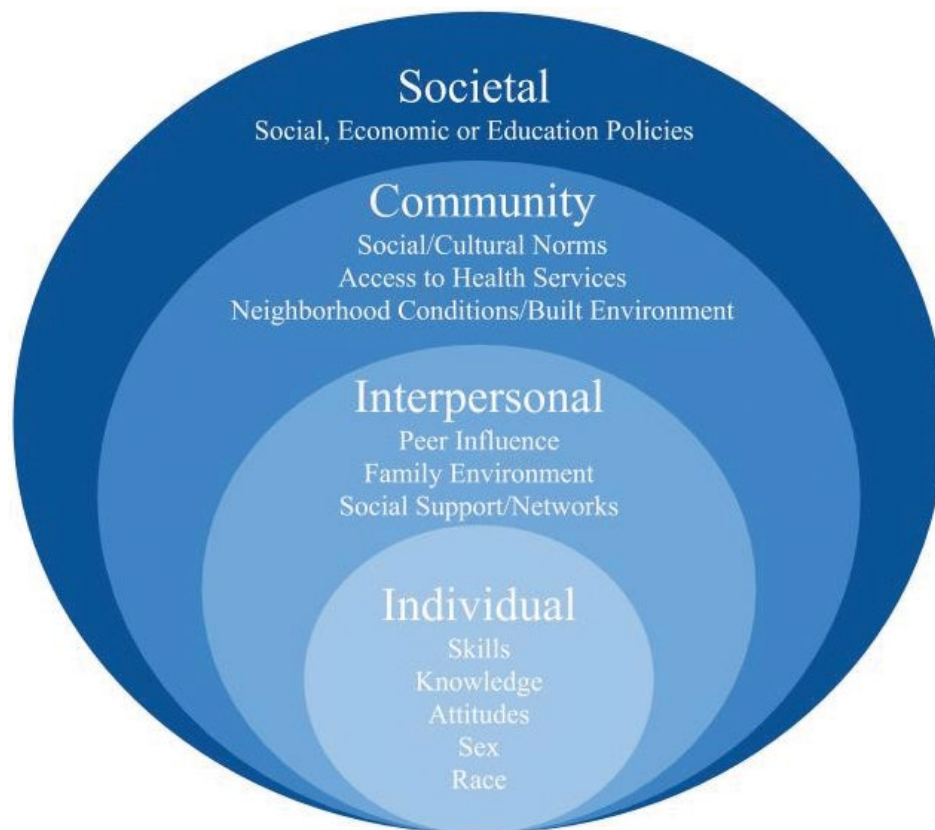 Societal
Social, Economic or Education Policies
Community
Social/Cultural Norms
Access to Health Services
Neighborhood Conditions/Built Environment
Interpersonal
Peer Influence
Family Environment
Social Support/Networks
Individual
Skills
Knowledge
Attitudes
Sex
Race